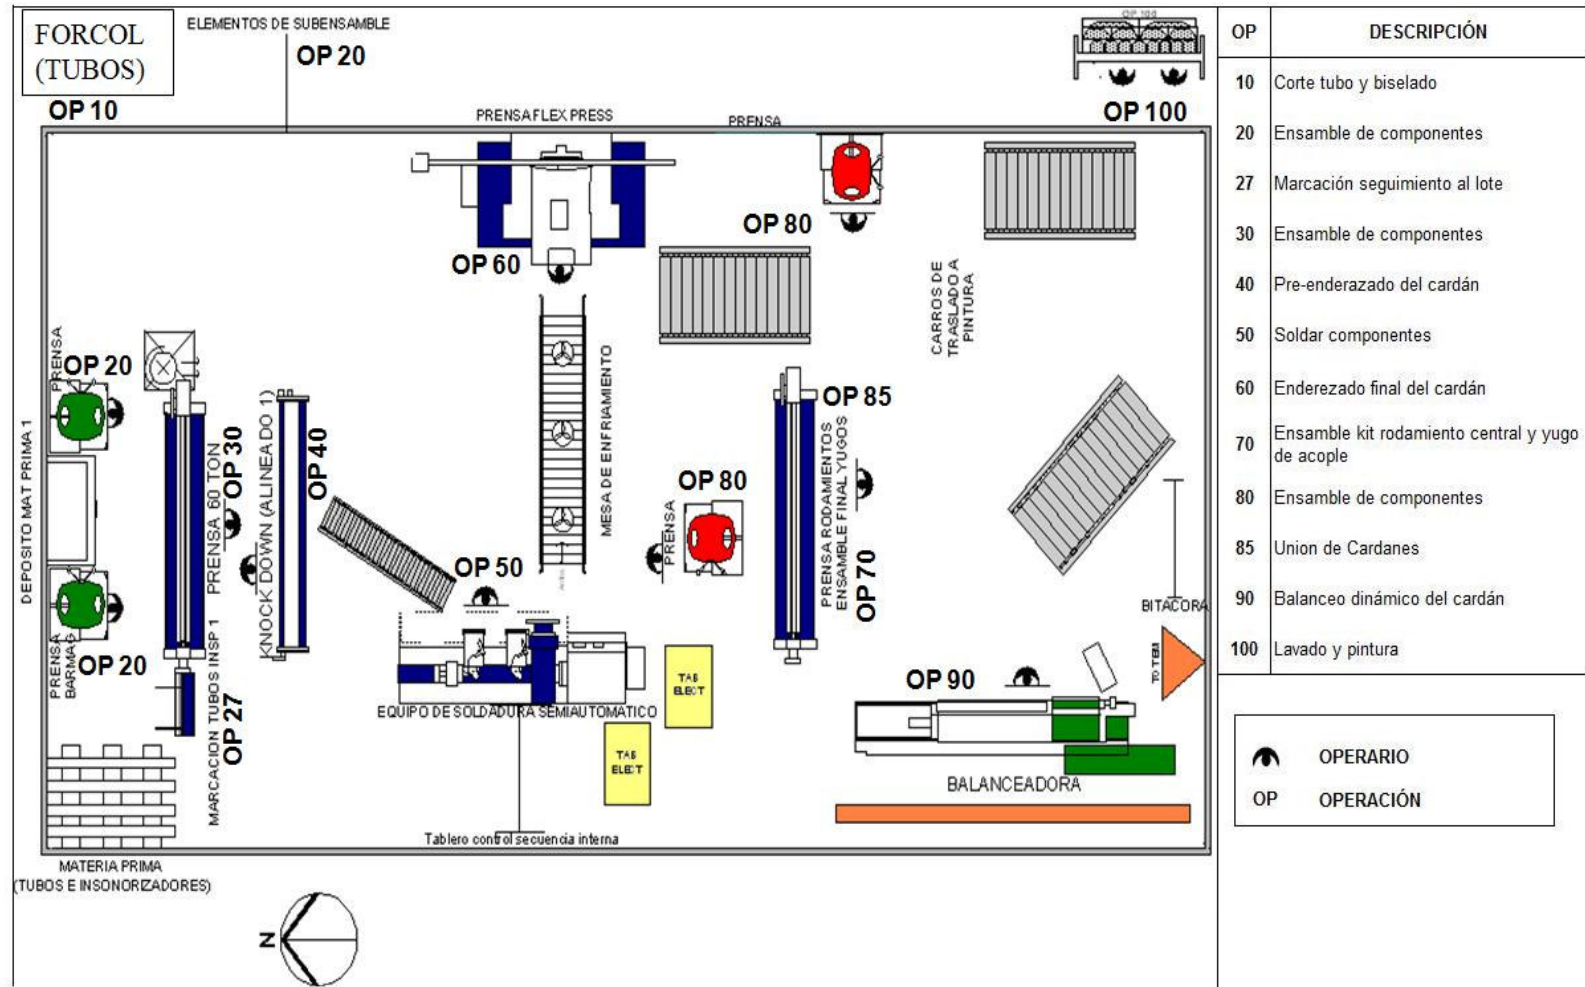 FORCOL
(TUBOS)
ELEMENTOS DE SUBENSAMBLE
OP 20
OP 10
OP 100
OP 100
PRENSA FLEX PRESS
PRENSA
OP 60
OP 80
CARROS DE
TRASLADO A
PINTURA
PRENSA
OP 20
DEPOSITO MAT PRIMA 1
PRENSA
BARMAG
OP 20
PRENSA 60 TON
OP 30
MARCACION TUBOS INSP 1
OP 27
KNOCK DOWN (ALINEADO 1)
OP 40
MESA DE ENFRIAMIENTO
OP 50
EQUIPO DE SOLDADURA SEMIAUTOMATICO
OP 80
PRENSA
OP 85
PRENSA RODAMIENTOS
ENSAMBLE FINAL YUGOS
OP 70
BITACORA
TOTEM
OP 90
BALANCEADORA
TAB
ELECT
TAB
ELECT
Tablero control secuencia interna
MATERIA PRIMA
(TUBOS E INSONORIZADORES)
N
OP DESCRIPCIÓN
10 Corte tubo y biselado
20 Ensamble de componentes
27 Marcación seguimiento al lote
30 Ensamble de componentes
40 Pre-enderazado del cardán
50 Soldar componentes
60 Enderezado final del cardán
70 Ensamble kit rodamiento central y yugo
de acople
80 Ensamble de componentes
85 Union de Cardanes
90 Balanceo dinámico del cardán
100 Lavado y pintura
OPERARIO
OP OPERACIÓN